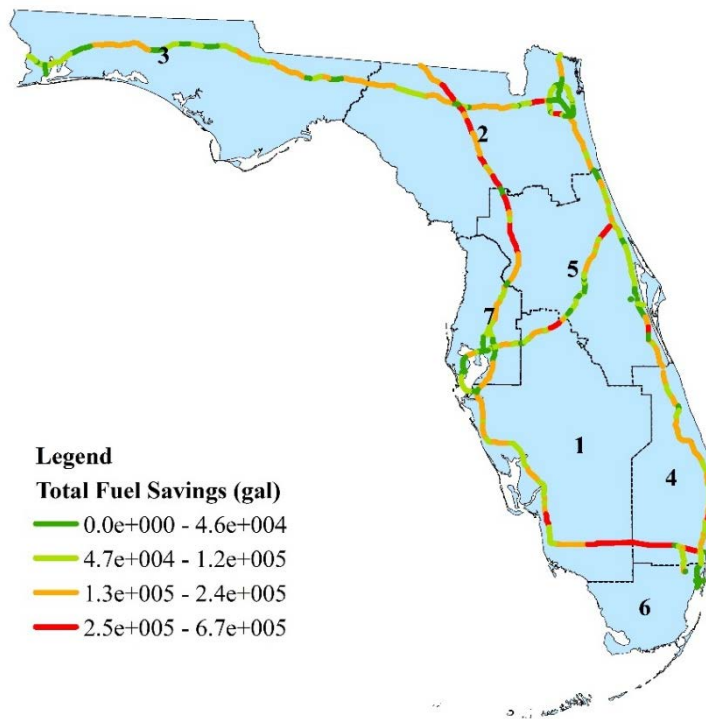 3
2
5
7
1
4
6
Legend
Total Fuel Savings (gal)
0.0e+000 - 4.6e+004
4.7e+004 - 1.2e+005
1.3e+005 - 2.4e+005
2.5e+005 - 6.7e+005